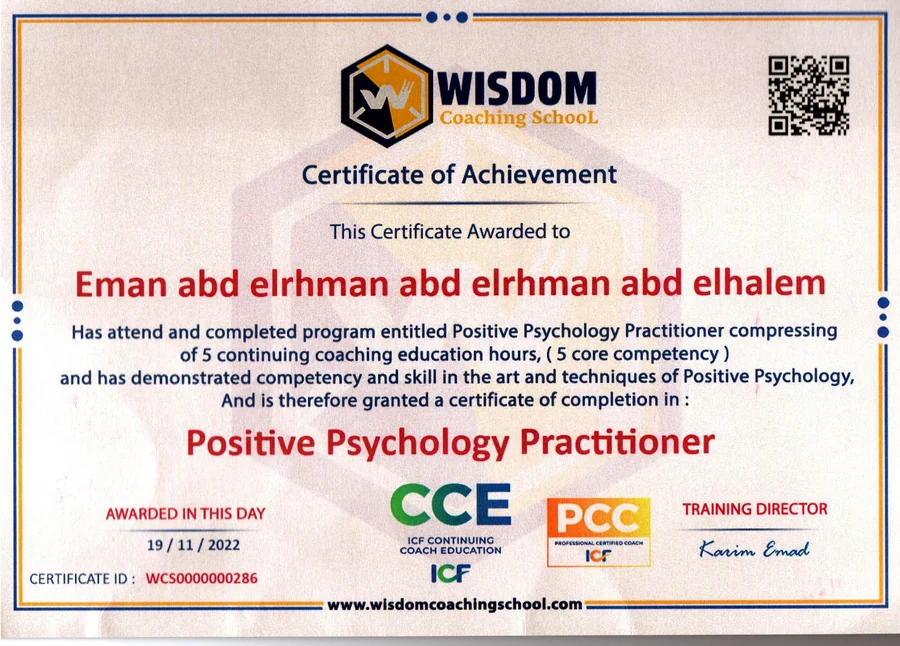 WISDOM
Coaching SchooL
Certificate of Achievement
This Certificate Awarded to
Eman abd elrhman abd elrhman abd elhalem
Has attend and completed program entitled Positive Psychology Practitioner compressing
of 5 continuing coaching education hours, ( 5 core competency )
and has demonstrated competency and skill in the art and techniques of Positive Psychology,
And is therefore granted a certificate of completion in :
Positive Psychology Practitioner
AWARDED IN THIS DAY
19 / 11 / 2022
CERTIFICATE ID : WCS0000000286
CCE
ICF CONTINUING
COACH EDUCATION
ICF
PCC
PROFESSIONAL CERTIFIED COACH
ICF
TRAINING DIRECTOR
Karim Emad
www.wisdomcoachingschool.com